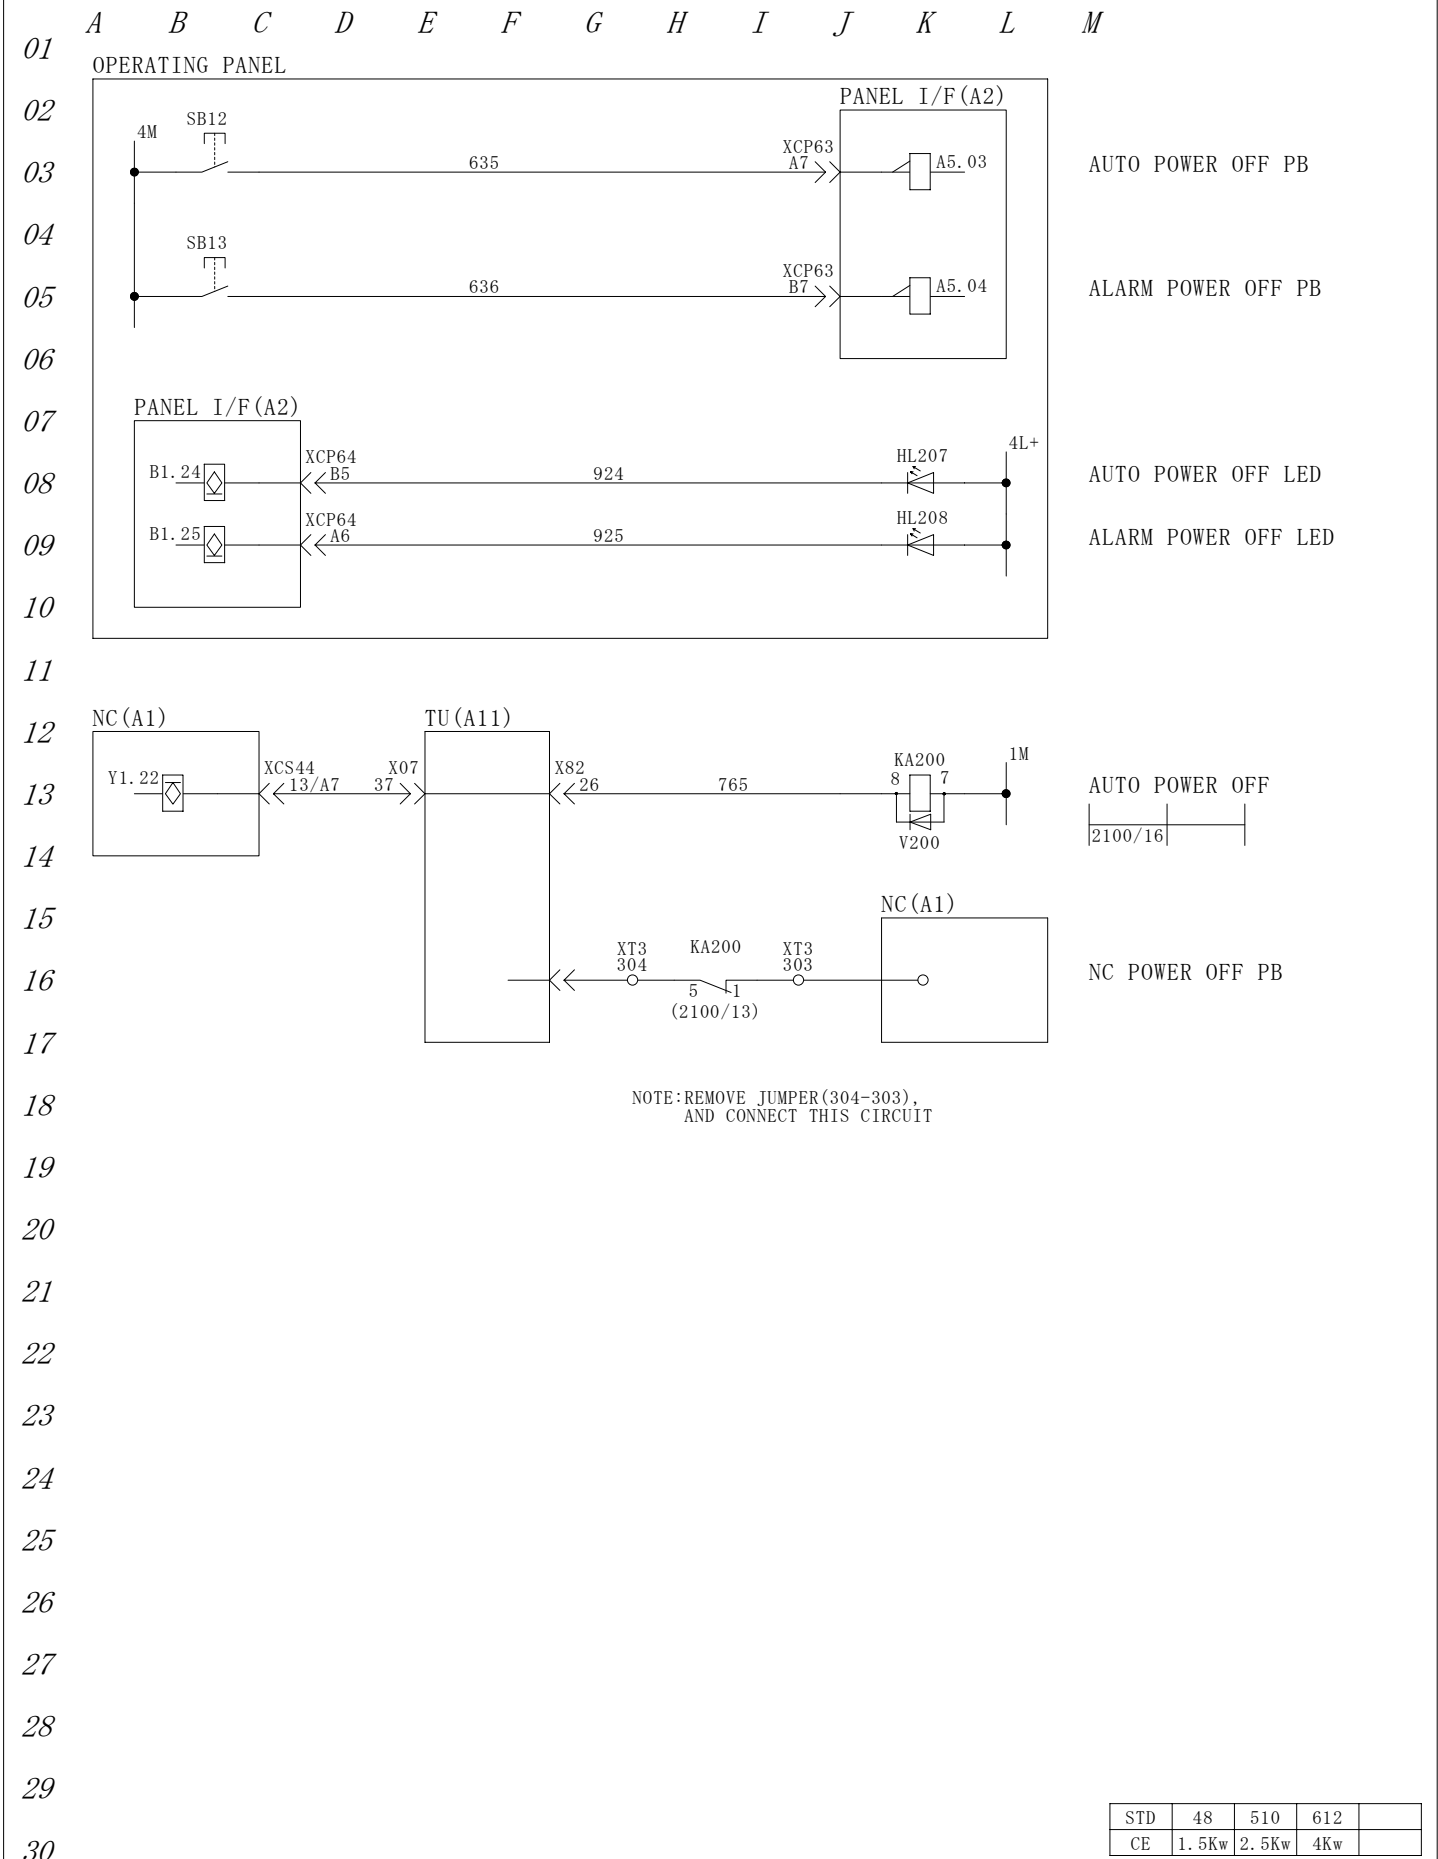 A B C D E F G H I J K L M
01
OPERATING PANEL
02
PANEL I/F(A2)
4M
SB12
03
635
XCP63
A7
A5.03
AUTO POWER OFF PB
04
SB13
05
636
XCP63
B7
A5.04
ALARM POWER OFF PB
06
07
PANEL I/F(A2)
08
B1.24
XCP64
B5
924
HL207
4L+
AUTO POWER OFF LED
09
B1.25
XCP64
A6
925
HL208
ALARM POWER OFF LED
10
11
12
NC(A1)
TU(A11)
13
Y1.22
XCS44
13/A7
X07
37
X82
26
765
KA200
8 7
V200
1M
AUTO POWER OFF
2100/16
14
15
NC(A1)
16
XT3
304
KA200
5 1
(2100/13)
XT3
303
NC POWER OFF PB
17
18
NOTE:REMOVE JUMPER(304-303),
AND CONNECT THIS CIRCUIT
19
20
21
22
23
24
25
26
27
28
29
30
STD 48 510 612
CE 1.5Kw 2.5Kw 4Kw